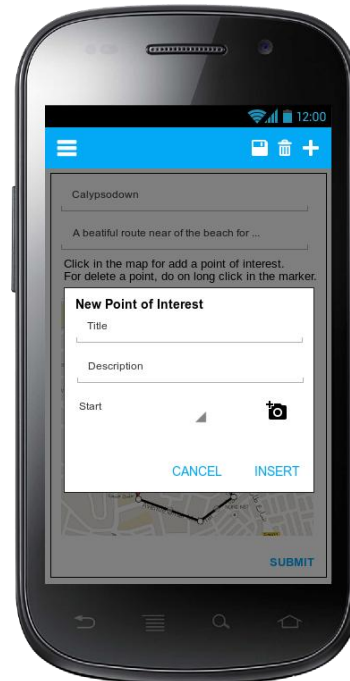 12:00
Calypsodown
A beatiful route near of the beach for ...
Click in the map for add a point of interest.
For delete a point, do on long click in the marker.
New Point of Interest
Title
Description
Start
CANCEL INSERT
SUBMIT